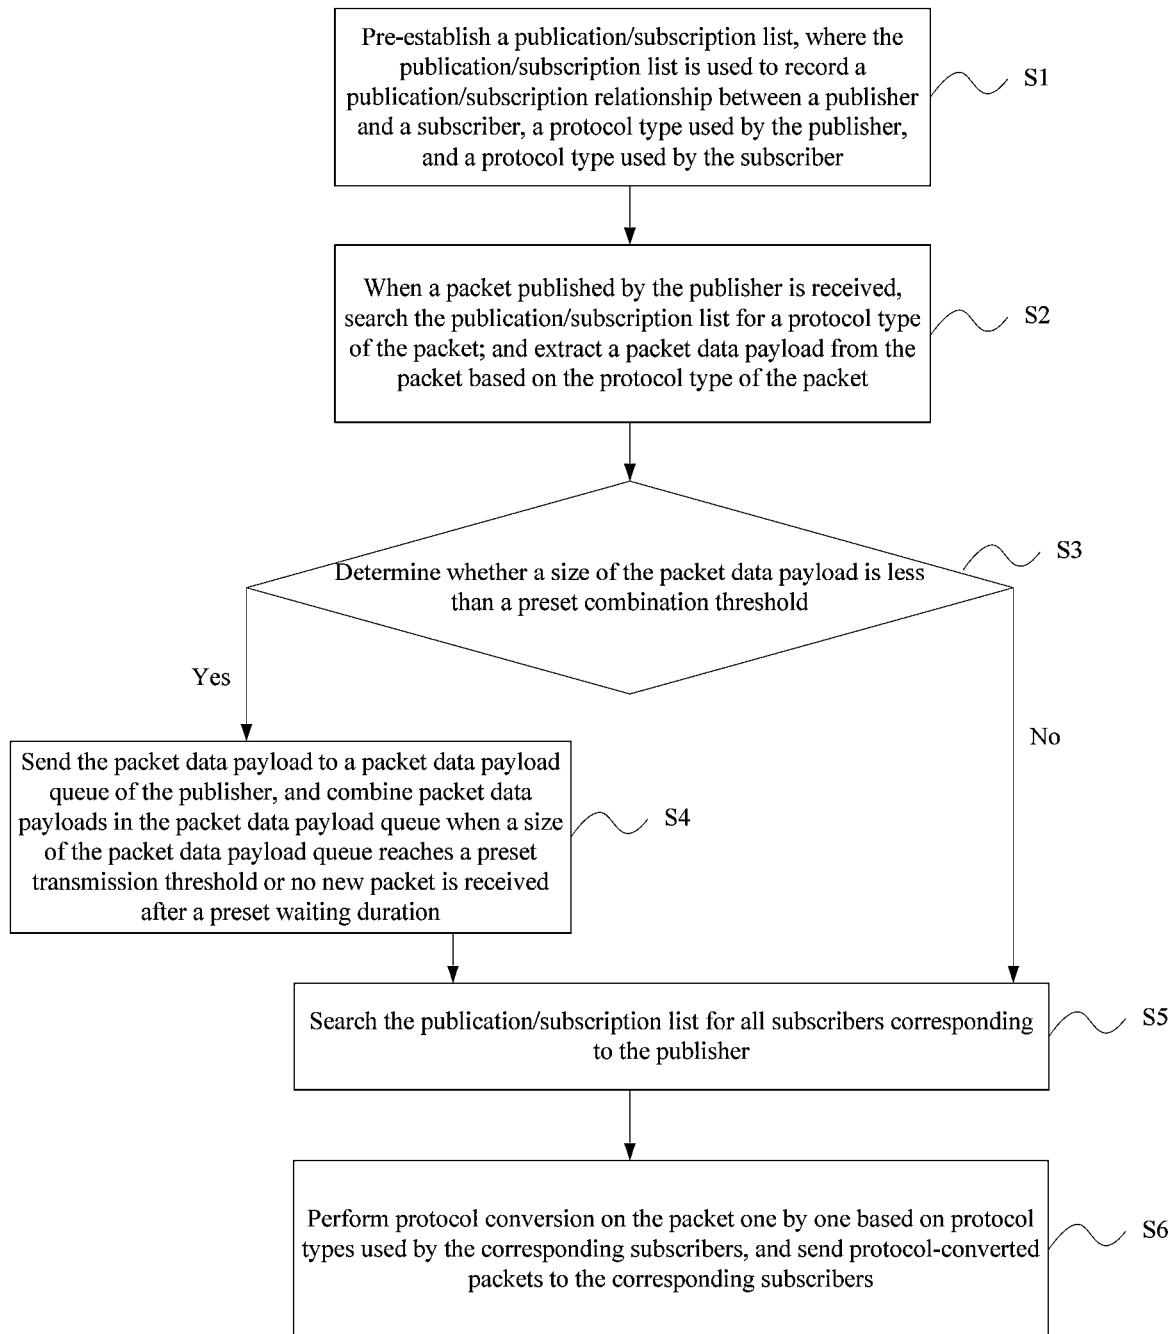 Pre-establish a publication/subscription list, where the
publication/subscription list is used to record a
publication/subscription relationship between a publisher
and a subscriber, a protocol type used by the publisher,
and a protocol type used by the subscriber
S1
When a packet published by the publisher is received,
search the publication/subscription list for a protocol type
of the packet; and extract a packet data payload from the
packet based on the protocol type of the packet
S2
Determine whether a size of the packet data payload is less
than a preset combination threshold
S3
Yes
No
Send the packet data payload to a packet data payload
queue of the publisher, and combine packet data
payloads in the packet data payload queue when a size
of the packet data payload queue reaches a preset
transmission threshold or no new packet is received
after a preset waiting duration
S4
Search the publication/subscription list for all subscribers corresponding
to the publisher
S5
Perform protocol conversion on the packet one by one based on protocol
types used by the corresponding subscribers, and send protocol-converted
packets to the corresponding subscribers
S6